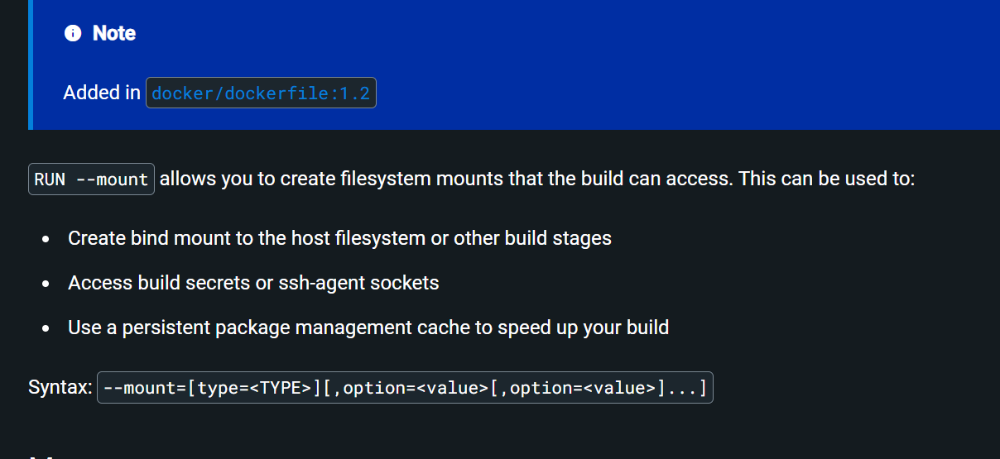 Note
Added in docker/dockerfile:1.2
RUN --mount allows you to create filesystem mounts that the build can access. This can be used to:
Create bind mount to the host filesystem or other build stages
Access build secrets or ssh-agent sockets
Use a persistent package management cache to speed up your build
Syntax: --mount=[type=<TYPE>][,option=<value>[,option=<value>]...]